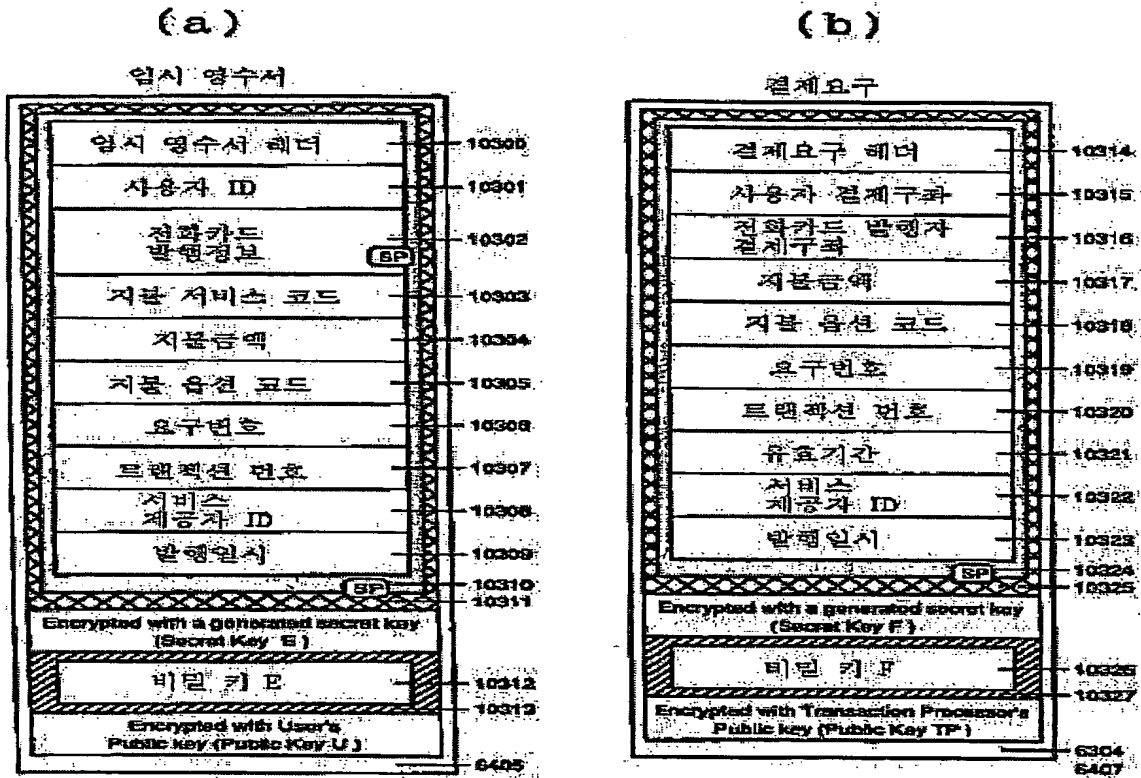 (a)
임시 영수서
임시 영수서 헤더
10300
사용자 ID
10301
전화카드
발행정보
10302
SP
지불 서비스 코드
10303
지불금액
10304
지불 옵션 코드
10305
요구번호
10306
트랜잭션 번호
10307
서비스
제공자 ID
10308
발행일시
10309
SP
10310
10311
Encrypted with a generated secret key
(Secret Key E)
비밀 키 E
10312
10313
Encrypted with User's
Public key (Public Key U)
6405
(b)
결제요구
결제요구 헤더
10314
사용자 결제구좌
10315
전화카드 발행자
결제구좌
10316
지불금액
10317
지불 옵션 코드
10318
요구번호
10319
트랜잭션 번호
10320
유효기간
10321
서비스
제공자 ID
10322
발행일시
10323
SP
10324
10325
Encrypted with a generated secret key
(Secret Key F)
비밀 키 F
10326
10327
Encrypted with Transaction Processor's
Public key (Public Key TP)
6304
6407